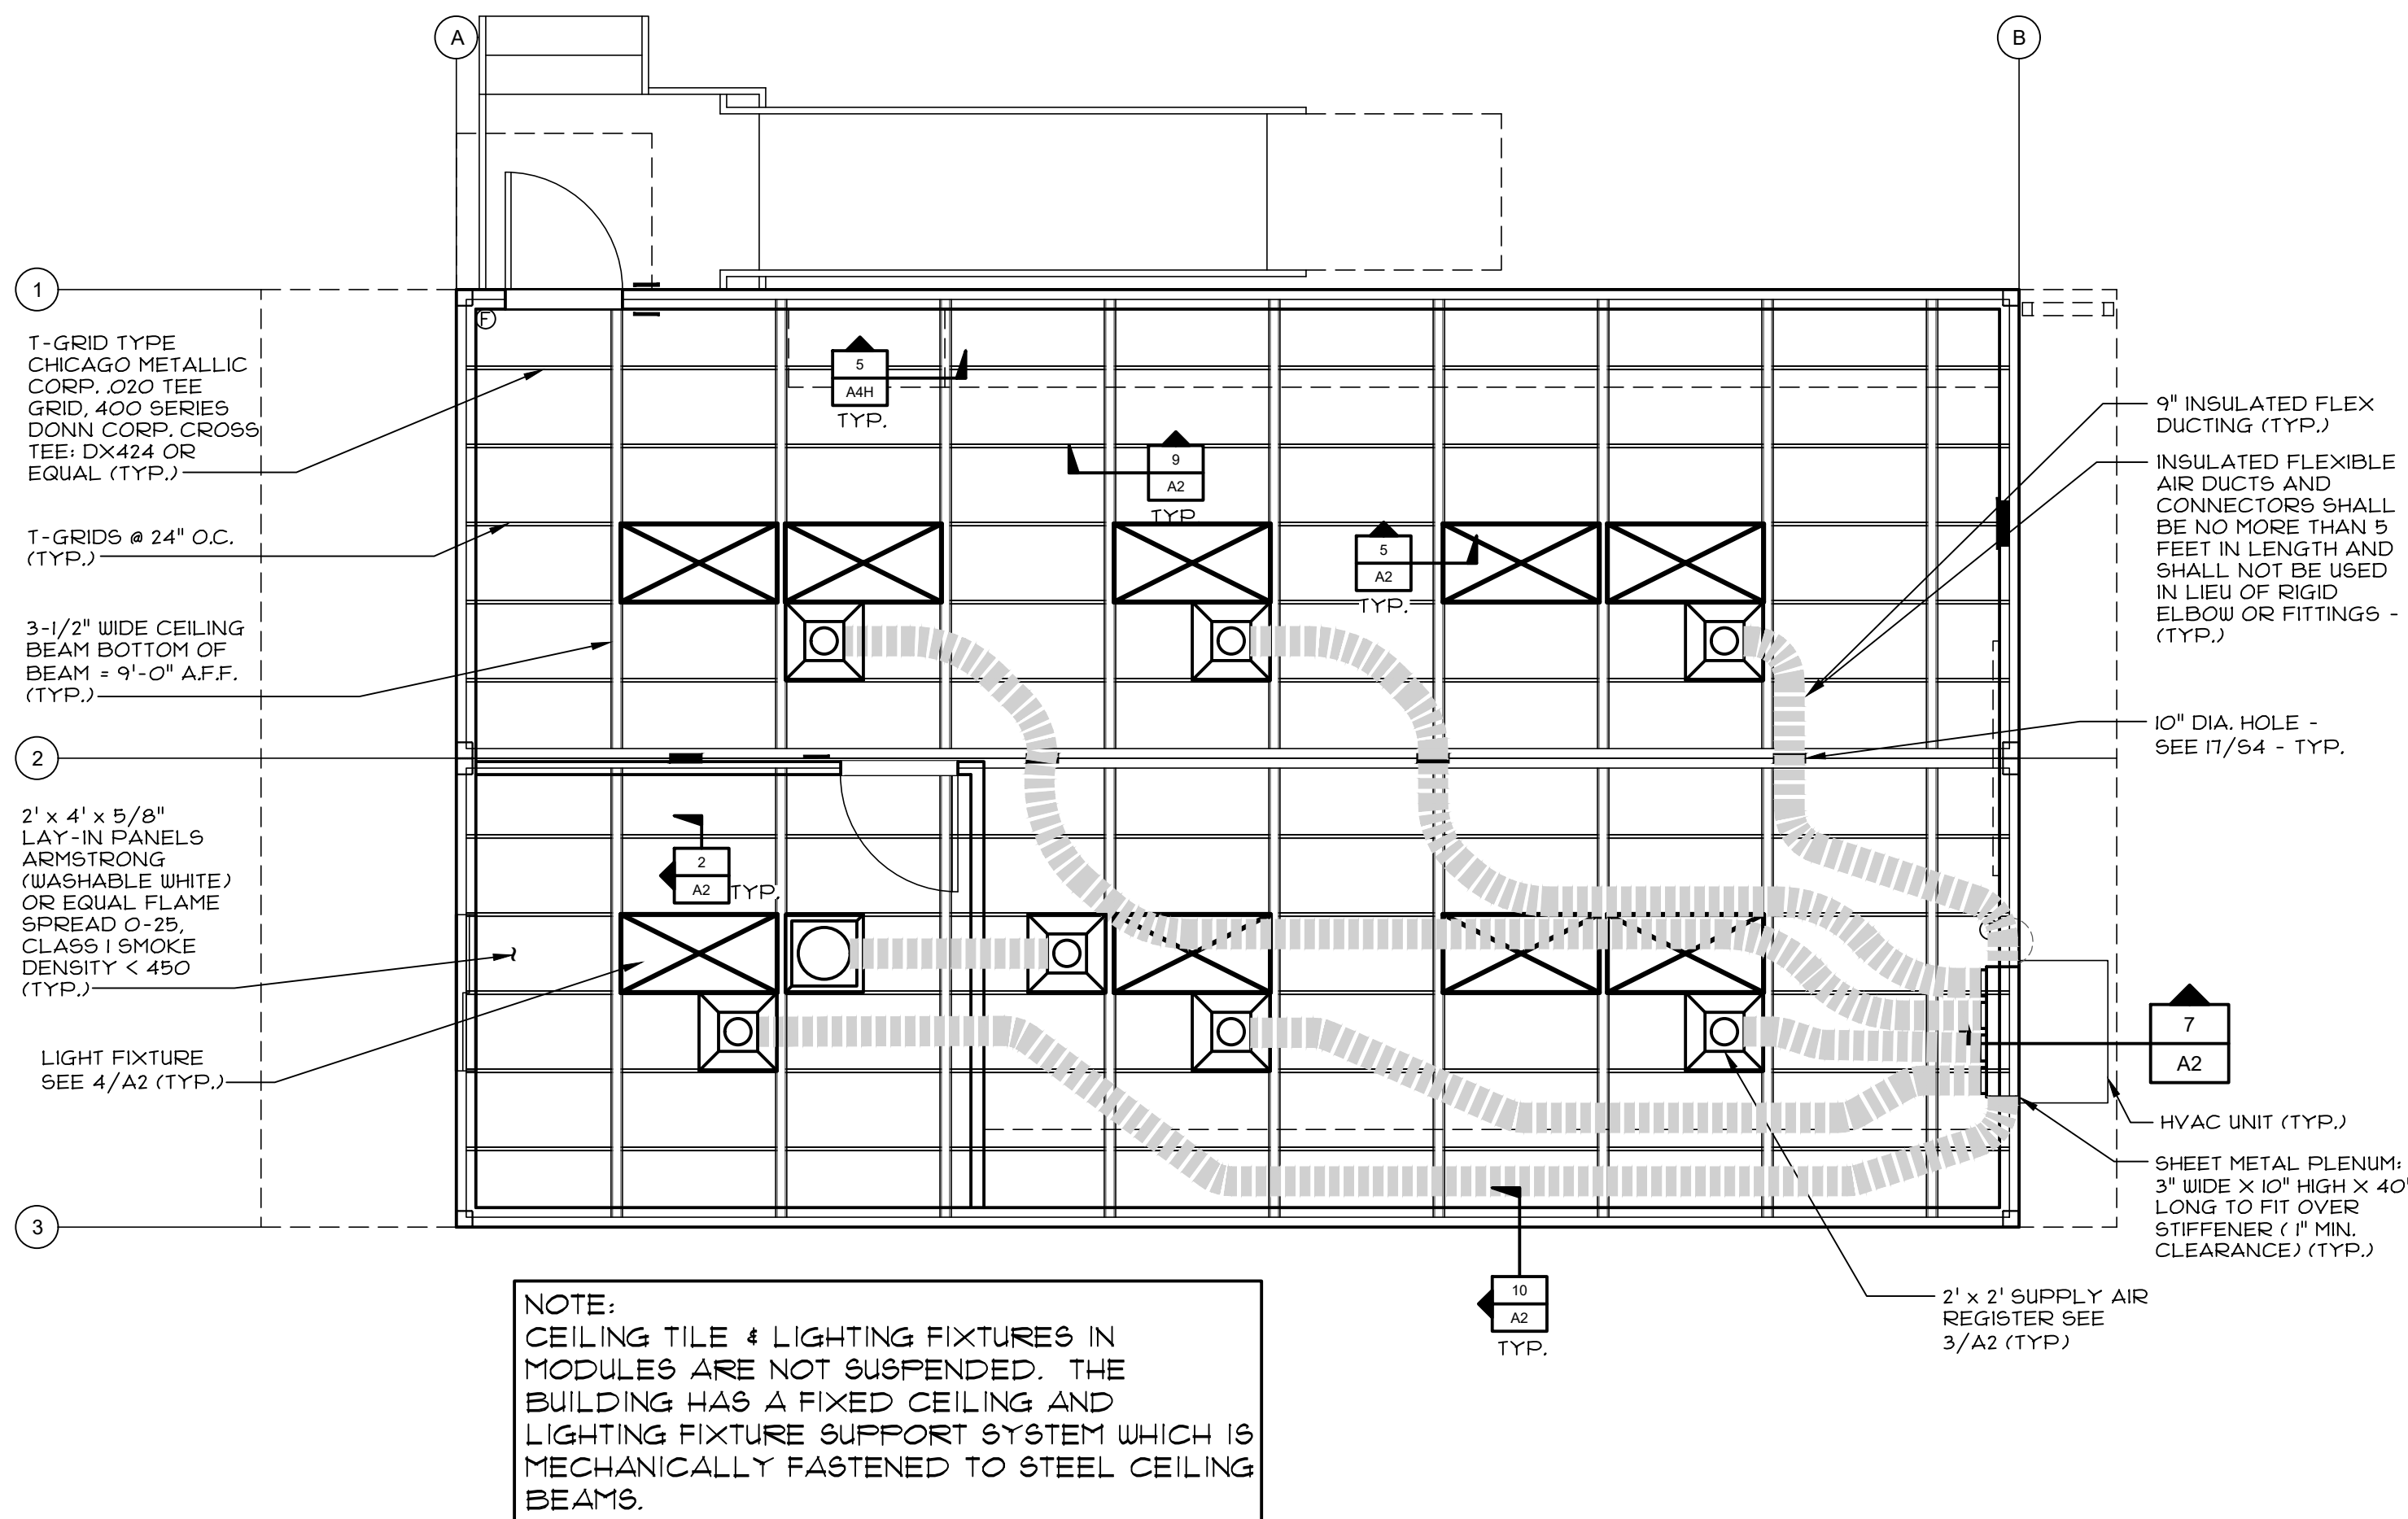 A
B
1
F
T-GRID TYPE
CHICAGO METALLIC
CORP. .020 TEE
GRID, 400 SERIES
DONN CORP. CROSS
TEE: DX424 OR
EQUAL (TYP.)
T-GRIDS @ 24" O.C.
(TYP.)
3-1/2" WIDE CEILING
BEAM BOTTOM OF
BEAM = 9'-0" A.F.F.
(TYP.)
2
2' x 4' x 5/8"
LAY-IN PANELS
ARMSTRONG
(WASHABLE WHITE)
OR EQUAL FLAME
SPREAD 0-25,
CLASS I SMOKE
DENSITY < 450
(TYP.)
LIGHT FIXTURE
SEE 4/A2 (TYP.)
3
5
A4H
TYP.
9
A2
TYP
5
A2
TYP.
2
A2
TYP.
9" INSULATED FLEX
DUCTING (TYP.)
INSULATED FLEXIBLE
AIR DUCTS AND
CONNECTORS SHALL
BE NO MORE THAN 5
FEET IN LENGTH AND
SHALL NOT BE USED
IN LIEU OF RIGID
ELBOW OR FITTINGS -
(TYP.)
10" DIA. HOLE -
SEE 17/S4 - TYP.
7
A2
HVAC UNIT (TYP.)
SHEET METAL PLENUM:
3" WIDE X 10" HIGH X 40"
LONG TO FIT OVER
STIFFENER ( 1" MIN.
CLEARANCE) (TYP.)
2' x 2' SUPPLY AIR
REGISTER SEE
3/A2 (TYP)
10
A2
TYP.
NOTE:
CEILING TILE & LIGHTING FIXTURES IN
MODULES ARE NOT SUSPENDED. THE
BUILDING HAS A FIXED CEILING AND
LIGHTING FIXTURE SUPPORT SYSTEM WHICH IS
MECHANICALLY FASTENED TO STEEL CEILING
BEAMS.